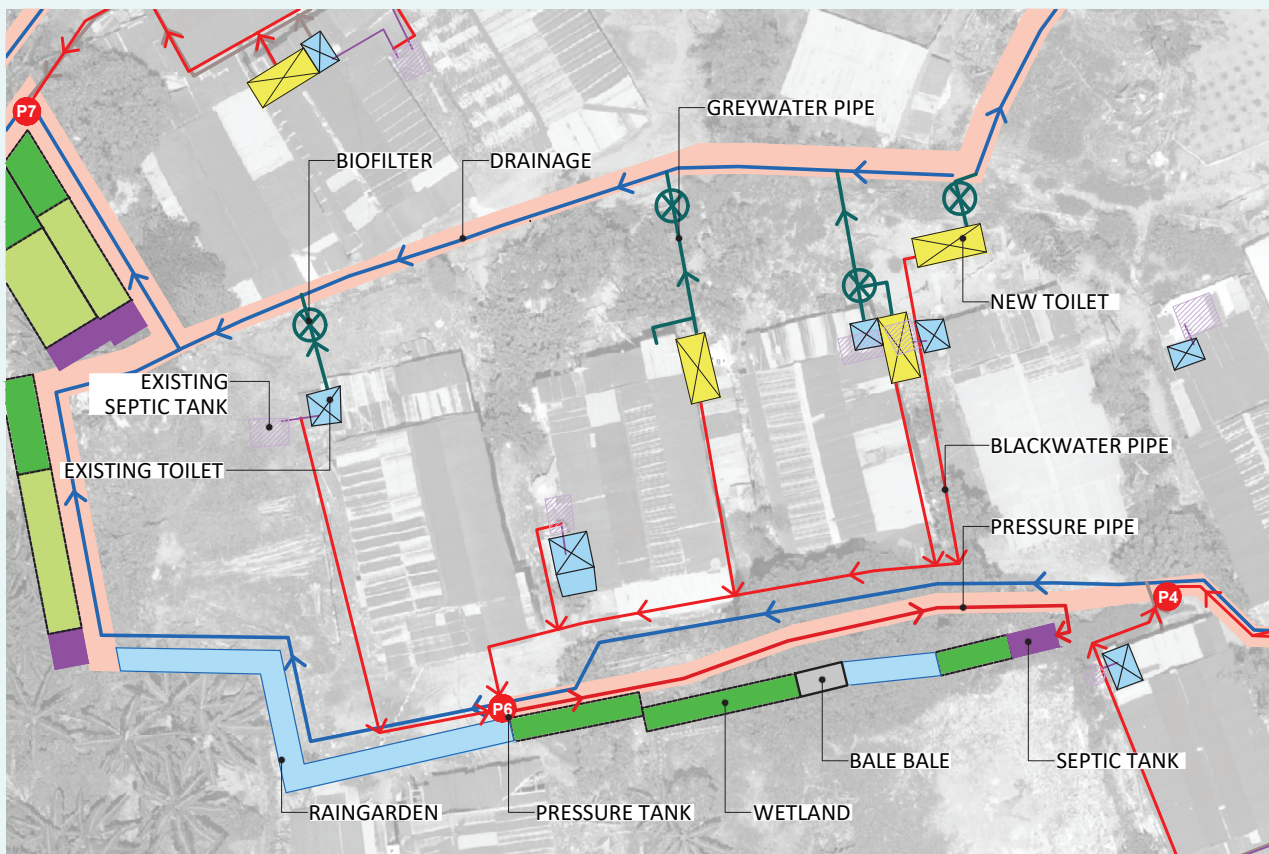 P7
GREYWATER PIPE
BIOFILTER
DRAINAGE
NEW TOILET
EXISTING
SEPTIC TANK
EXISTING TOILET
BLACKWATER PIPE
PRESSURE PIPE
P4
P6
BALE BALE
SEPTIC TANK
RAINGARDEN
PRESSURE TANK
WETLAND